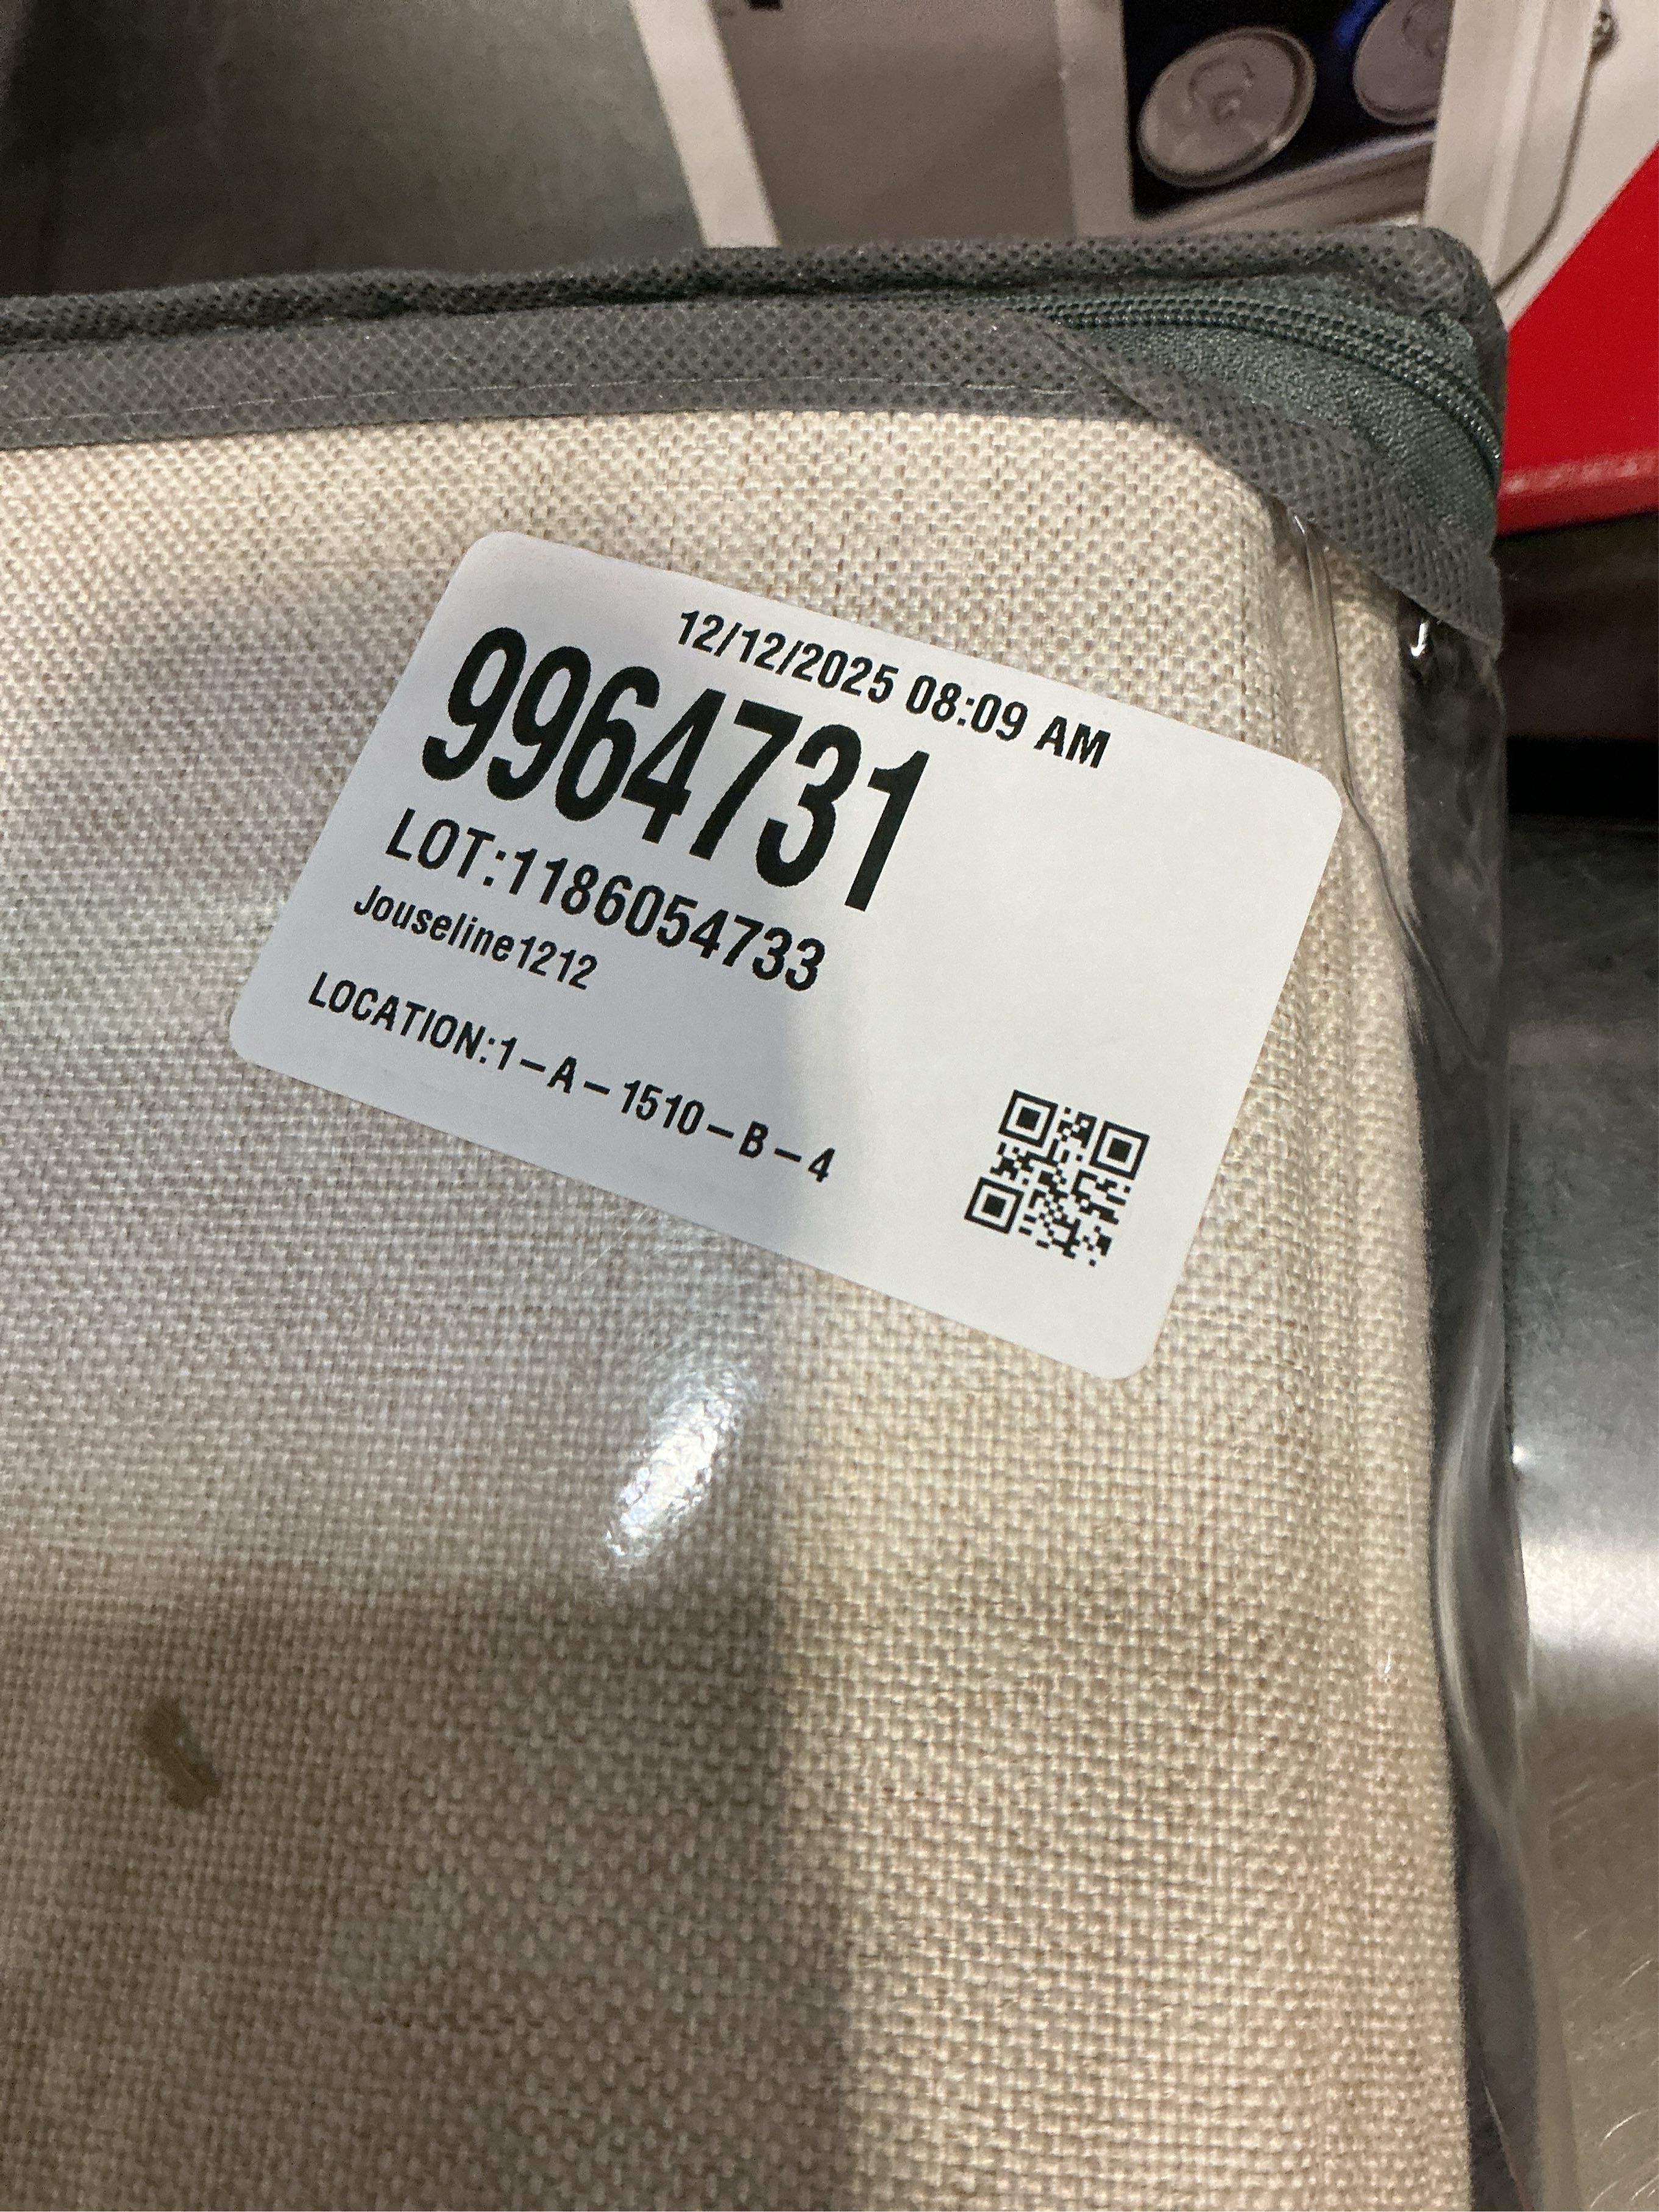 12/12/2025 08:09 AM
9964731
LOT:1186054733
Jouseline1212
LOCATION:1-A-1510-B-4